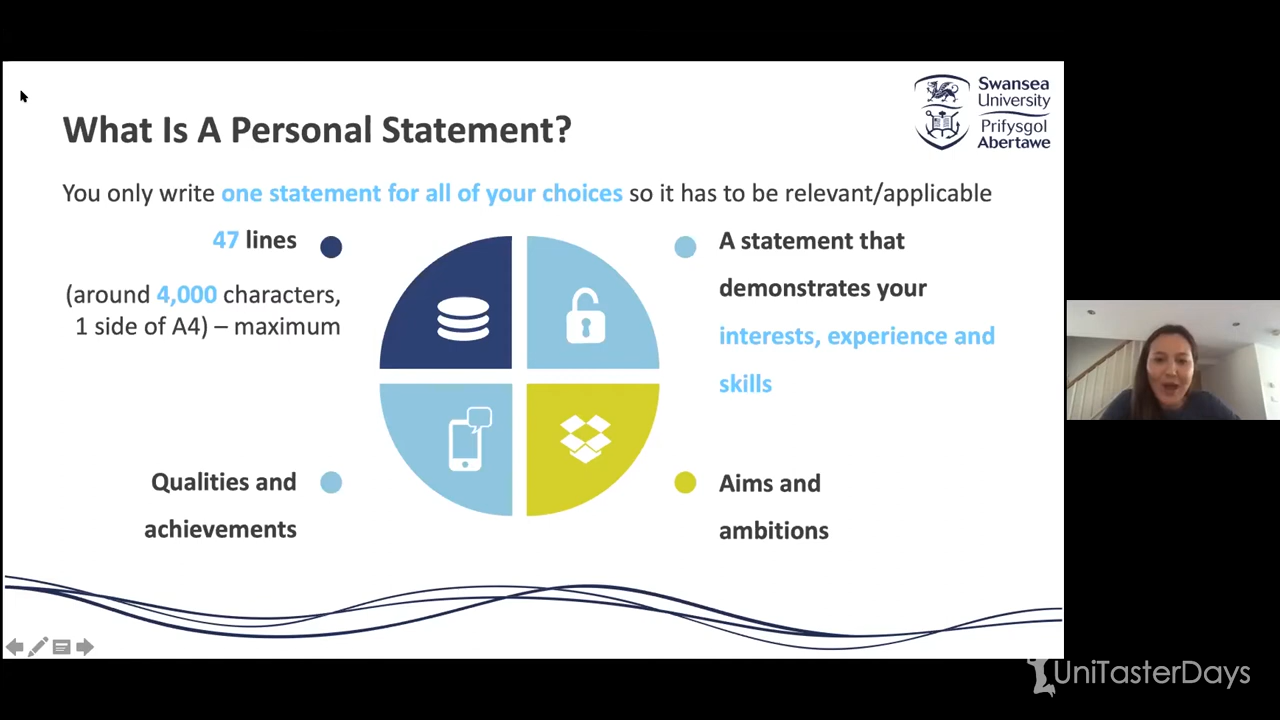 Swansea
University
Prifysgol
Abertawe
What Is A Personal Statement?
You only write one statement for all of your choices so it has to be relevant/applicable
47 lines
(around 4,000 characters,
1 side of A4) – maximum
A statement that
demonstrates your
interests, experience and
skills
Qualities and
achievements
Aims and
ambitions
UniTasterDays